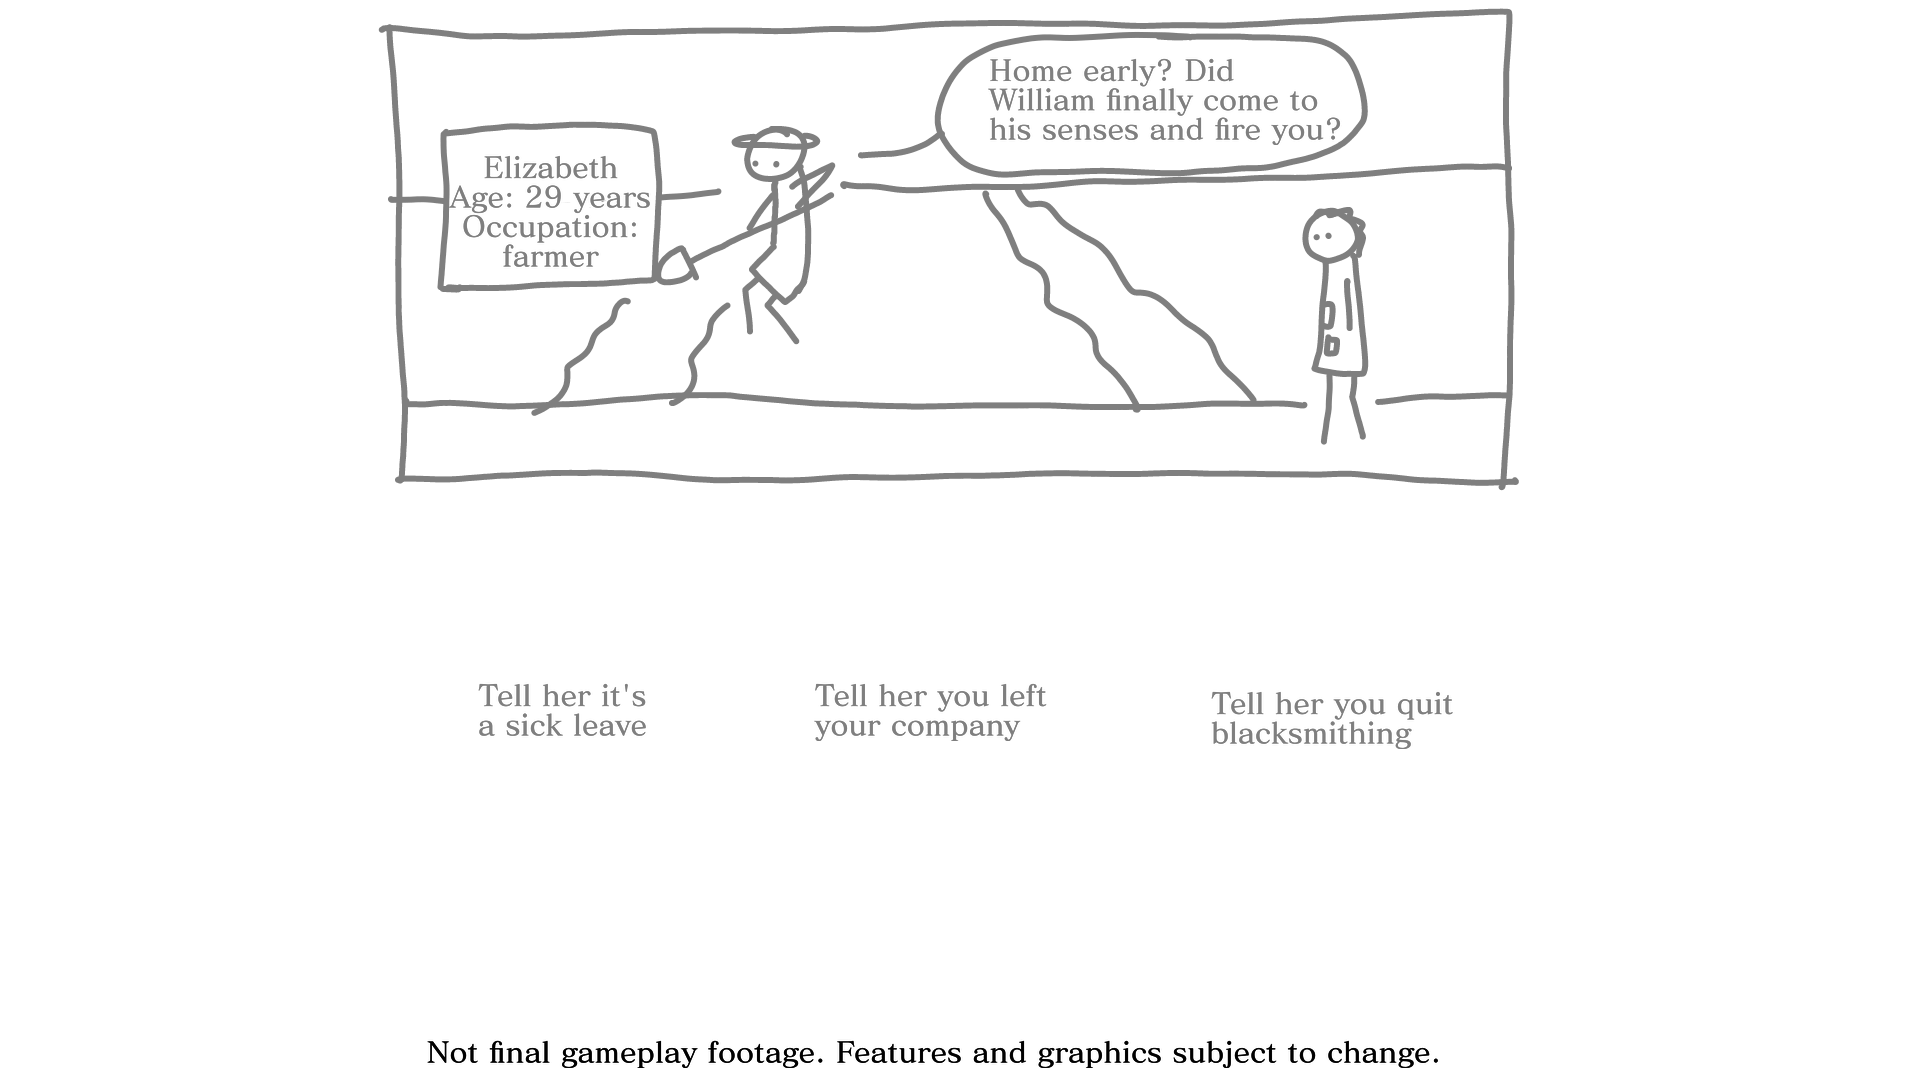 Home early? Did
William finally come to
his senses and fire you?
Elizabeth
Age: 29 years
Occupation:
farmer
Tell her it's
a sick leave
Tell her you left
your company
Tell her you quit
blacksmithing
Not final gameplay footage. Features and graphics subject to change.